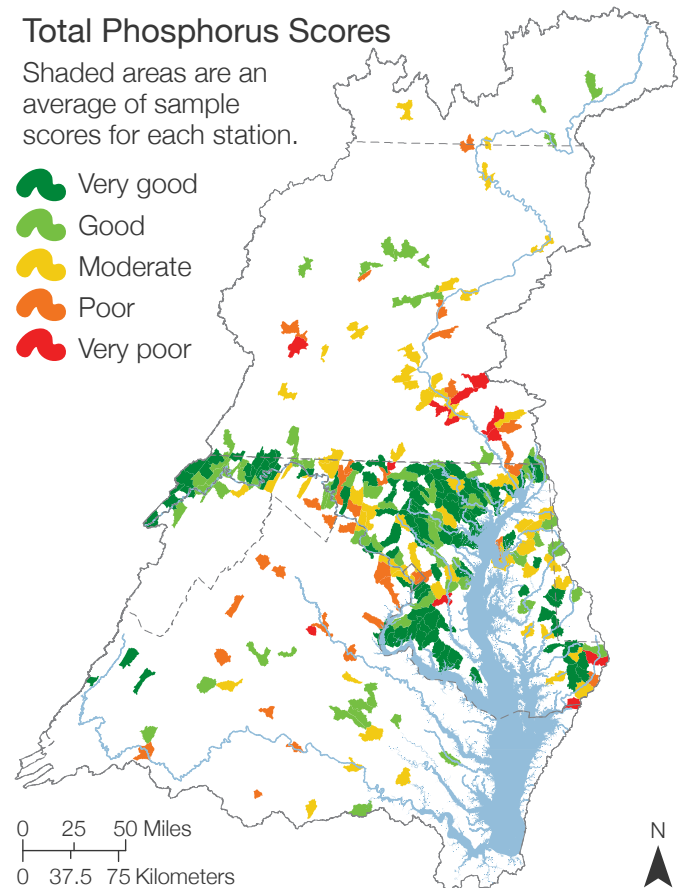 Total Phosphorus Scores
Shaded areas are an
average of sample
scores for each station.
Very good
Good
Moderate
Poor
Very poor
0 25 50 Miles
0 37.5 75 Kilometers
N